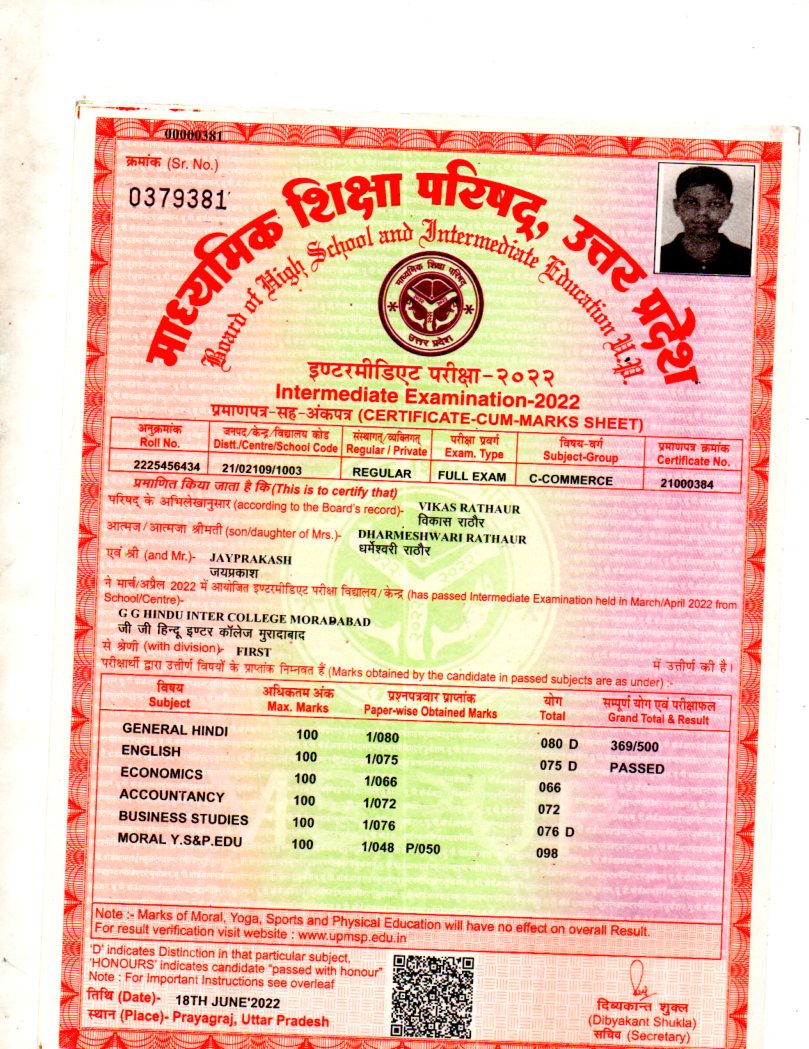 00000381
क्रमांक (Sr. No.)
0379381
माध्यमिक शिक्षा परिषद्, उत्तर प्रदेश
Board of High School and Intermediate Education U.P.
माध्यमिक शिक्षा परिषद्
उत्तर प्रदेश
इण्टरमीडिएट परीक्षा-२०२२
Intermediate Examination-2022
प्रमाणपत्र-सह-अंकपत्र (CERTIFICATE-CUM-MARKS SHEET)
अनुक्रमांक जनपद/केन्द्र/विद्यालय कोड संस्थागत/व्यक्तिगत परीक्षा प्रवर्ग विषय-वर्ग प्रमाणपत्र क्रमांक
Roll No. Distt./Centre/School Code Regular / Private Exam. Type Subject-Group Certificate No.
2225456434 21/02109/1003 REGULAR FULL EXAM C-COMMERCE 21000384
प्रमाणित किया जाता है कि (This is to certify that)
परिषद् के अभिलेखानुसार (according to the Board's record)- VIKAS RATHAUR
विकास राठौर
आत्मज/आत्मजा श्रीमती (son/daughter of Mrs.)- DHARMESHWARI RATHAUR
धर्मेश्वरी राठौर
एवं श्री (and Mr.)- JAYPRAKASH
जयप्रकाश
ने मार्च/अप्रैल 2022 में आयोजित इण्टरमीडिएट परीक्षा विद्यालय/केन्द्र (has passed Intermediate Examination held in March/April 2022 from
School/Centre)-
G G HINDU INTER COLLEGE MORADABAD
जी जी हिन्दू इण्टर कॉलेज मुरादाबाद
से श्रेणी (with division)- FIRST में उत्तीर्ण की है।
परीक्षार्थी द्वारा उत्तीर्ण विषयों के प्राप्तांक निम्नवत हैं (Marks obtained by the candidate in passed subjects are as under) :-
विषय अधिकतम अंक प्रश्नपत्रवार प्राप्तांक योग सम्पूर्ण योग एवं परीक्षाफल
Subject Max. Marks Paper-wise Obtained Marks Total Grand Total & Result
GENERAL HINDI 100 1/080 080 D 369/500
ENGLISH 100 1/075 075 D PASSED
ECONOMICS 100 1/066 066
ACCOUNTANCY 100 1/072 072
BUSINESS STUDIES 100 1/076 076 D
MORAL Y.S&P.EDU 100 1/048 P/050 098
Note :- Marks of Moral, Yoga, Sports and Physical Education will have no effect on overall Result.
For result verification visit website : www.upmsp.edu.in
'D' indicates Distinction in that particular subject.
'HONOURS' indicates candidate "passed with honour"
Note : For Important Instructions see overleaf
तिथि (Date)- 18TH JUNE'2022
स्थान (Place)- Prayagraj, Uttar Pradesh
दिब्यकान्त शुक्ल
(Dibyakant Shukla)
सचिव (Secretary)